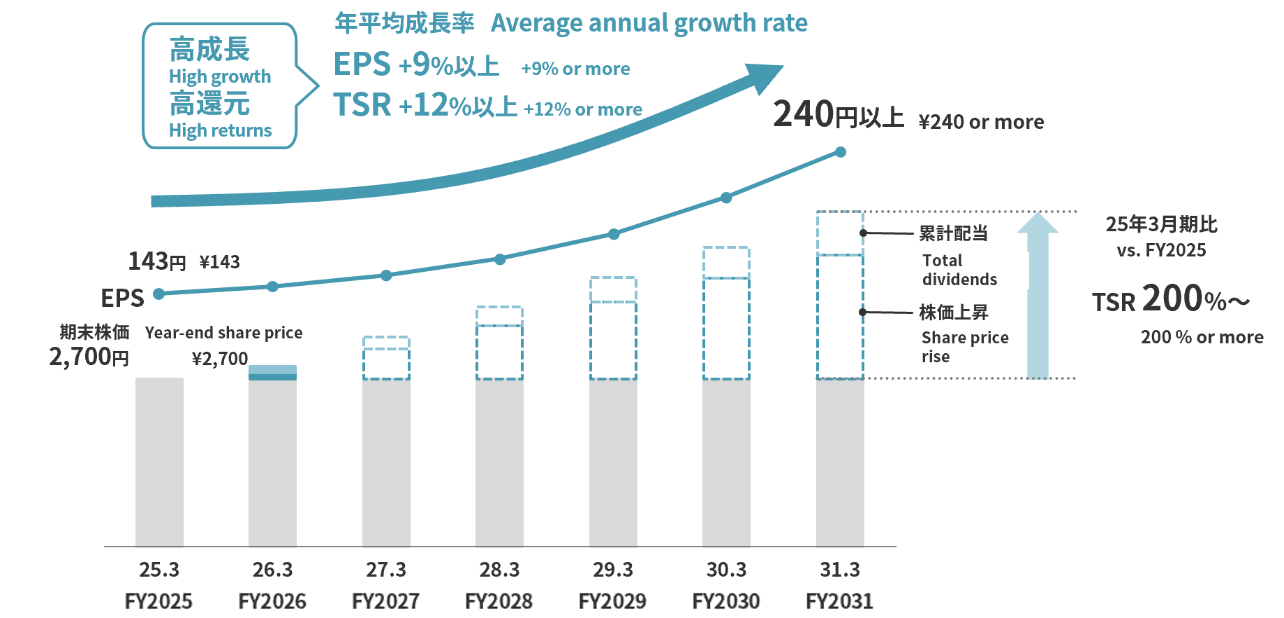 高成長
High growth
高還元
High returns
年平均成長率 Average annual growth rate
EPS +9%以上 +9% or more
TSR +12%以上 +12% or more
240円以上 ¥240 or more
143円 ¥143
EPS
期末株価 Year-end share price
2,700円 ¥2,700
累計配当
Total
dividends
株価上昇
Share price
rise
25年3月期比
vs. FY2025
TSR 200%~
200 % or more
25.3 26.3 27.3 28.3 29.3 30.3 31.3
FY2025 FY2026 FY2027 FY2028 FY2029 FY2030 FY2031